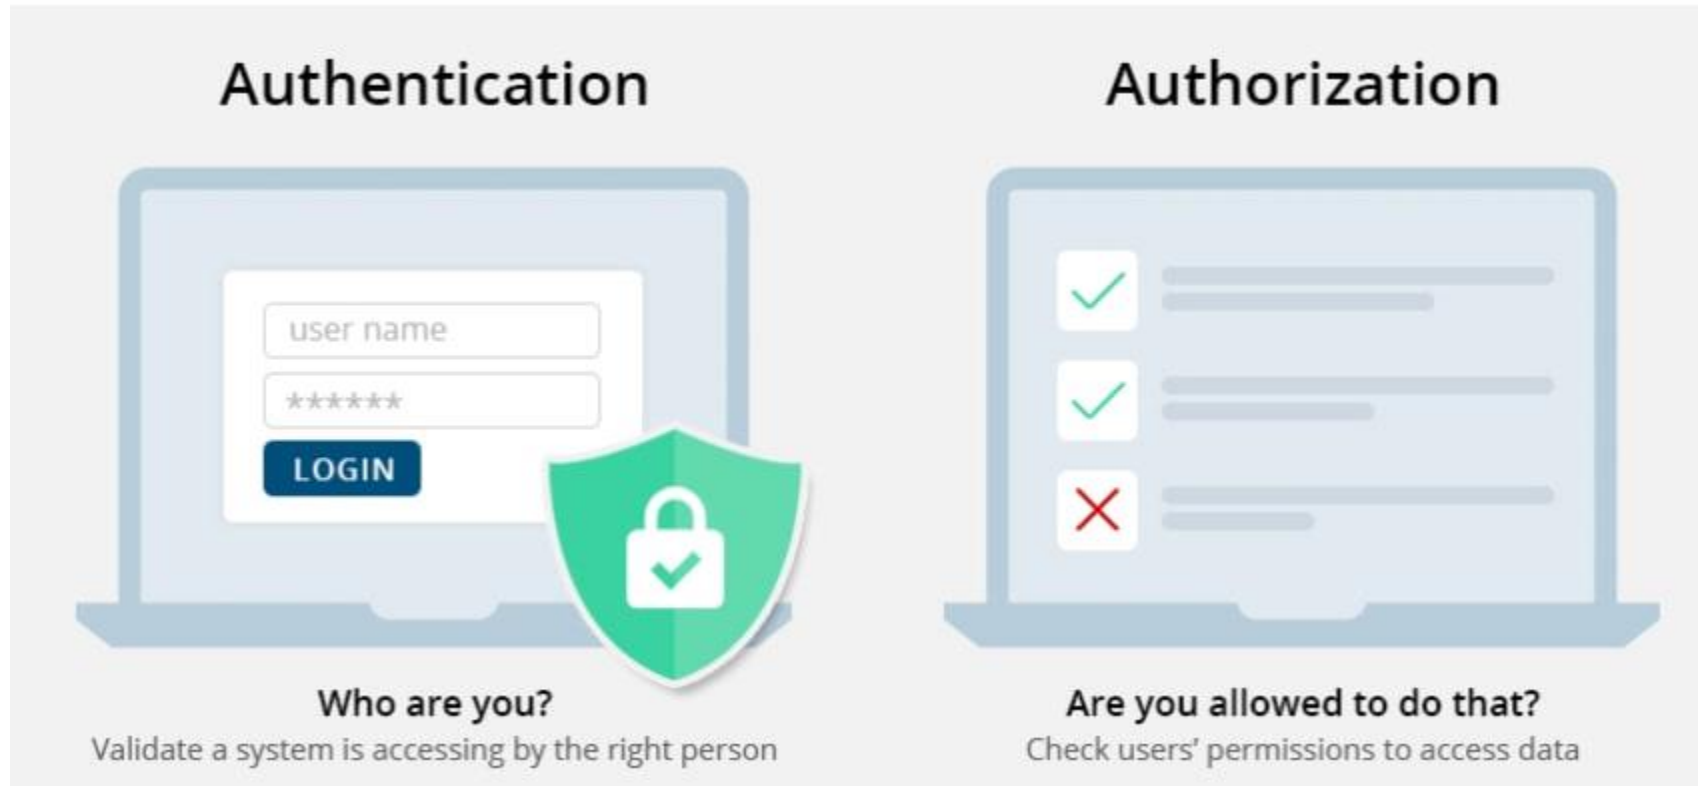 Authentication
user name
******
LOGIN
Who are you?
Validate a system is accessing by the right person
Authorization
Are you allowed to do that?
Check users’ permissions to access data